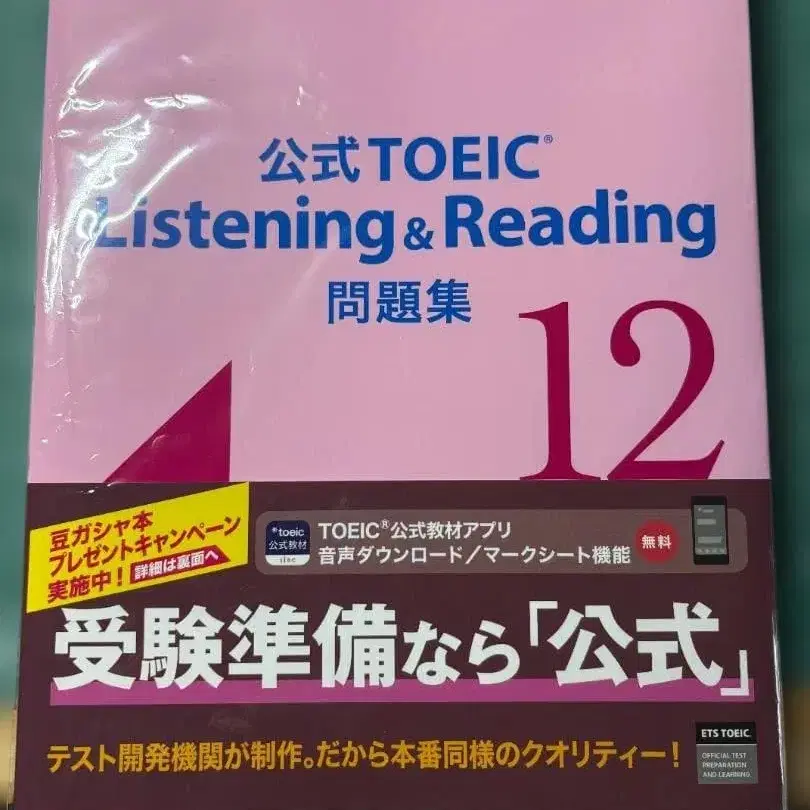 公式 TOEIC®
Listening & Reading
問題集
12
豆ガシャ本
プレゼントキャンペーン
実施中！ 詳細は裏面へ
toeic
公式教材
iibc
TOEIC®公式教材アプリ
音声ダウンロード／マークシート機能
無料
受験準備なら「公式」
テスト開発機関が制作。だから本番同様のクオリティー！
ETS TOEIC
OFFICIAL TEST
PREPARATION
AND LEARNING